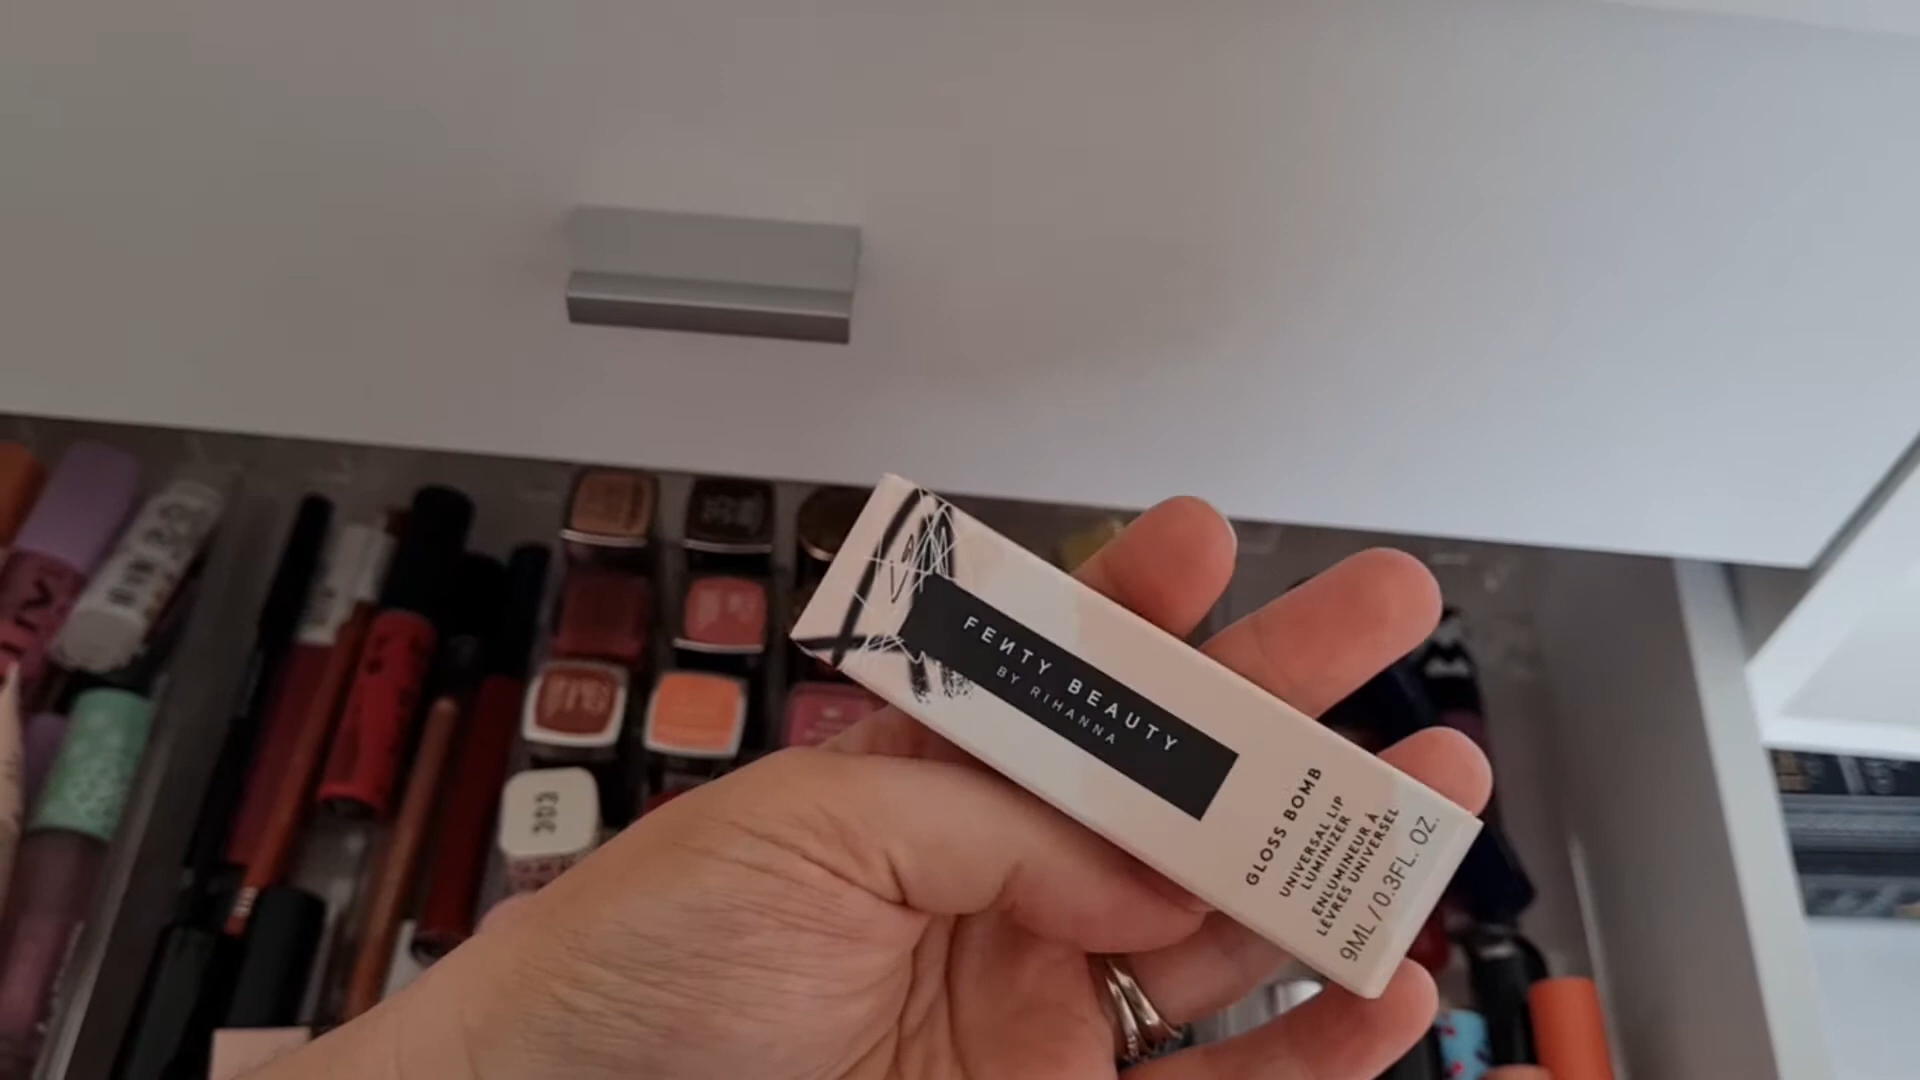 FENTY BEAUTY
BY RIHANNA
GLOSS BOMB
UNIVERSAL LIP
LUMINIZER
ENLUMINEUR À
LÈVRES UNIVERSEL
9ML / 0.3FL. OZ.